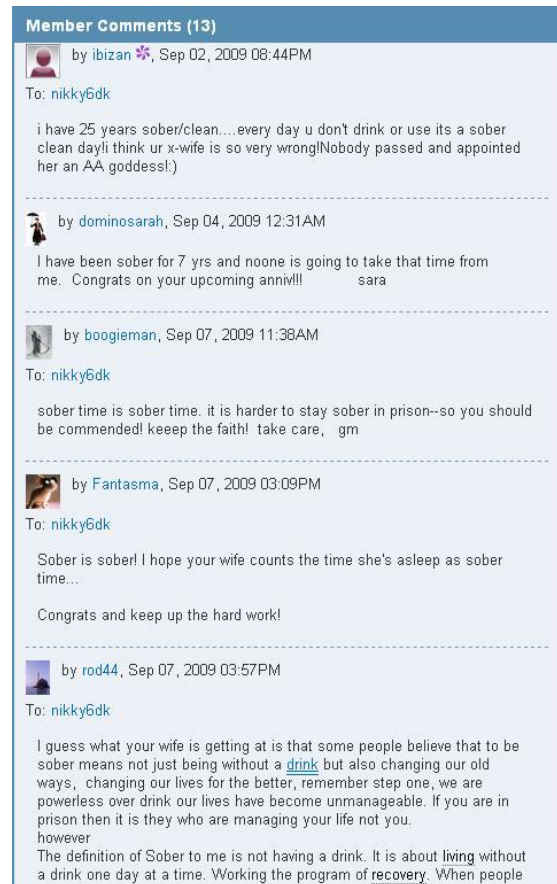 Member Comments (13)
by ibizan, Sep 02, 2009 08:44PM
To: nikky6dk
i have 25 years sober/clean....every day u don't drink or use its a sober
clean day!i think ur x-wife is so very wrong!Nobody passed and appointed
her an AA goddess!:)
by dominosarah, Sep 04, 2009 12:31AM
I have been sober for 7 yrs and noone is going to take that time from
me.  Congrats on your upcoming anniv!!!          sara
by boogieman, Sep 07, 2009 11:38AM
To: nikky6dk
sober time is sober time. it is harder to stay sober in prison--so you should
be commended! keeep the faith!  take care,   gm
by Fantasma, Sep 07, 2009 03:09PM
To: nikky6dk
Sober is sober! I hope your wife counts the time she's asleep as sober
time...
Congrats and keep up the hard work!
by rod44, Sep 07, 2009 03:57PM
To: nikky6dk
I guess what your wife is getting at is that some people believe that to be
sober means not just being without a drink but also changing our old
ways,  changing our lives for the better, remember step one, we are
powerless over drink our lives have become unmanageable. If you are in
prison then it is they who are managing your life not you.
however
The definition of Sober to me is not having a drink. It is about living without
a drink one day at a time. Working the program of recovery. When people